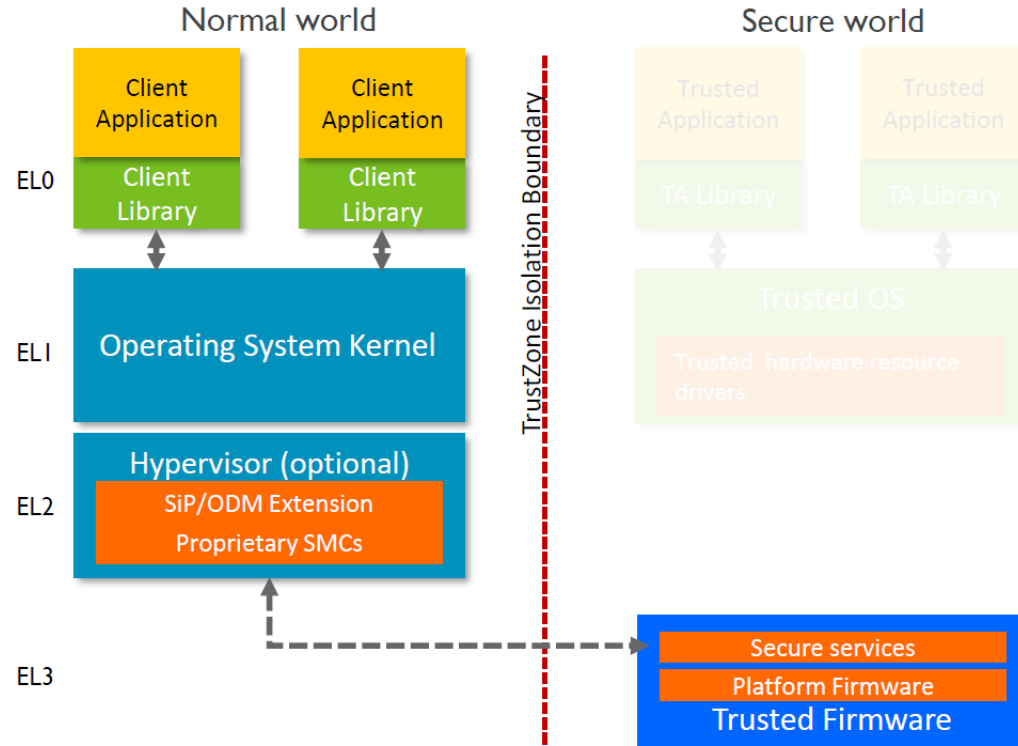 Normal world
Secure world
Client
Application
Client
Application
Trusted
Application
Trusted
Application
EL0
Client
Library
Client
Library
TA Library
TA Library
TrustZone Isolation Boundary
EL1
Operating System Kernel
Trusted OS
Trusted hardware resource
drivers
EL2
Hypervisor (optional)
SiP/ODM Extension
Proprietary SMCs
EL3
Secure services
Platform Firmware
Trusted Firmware